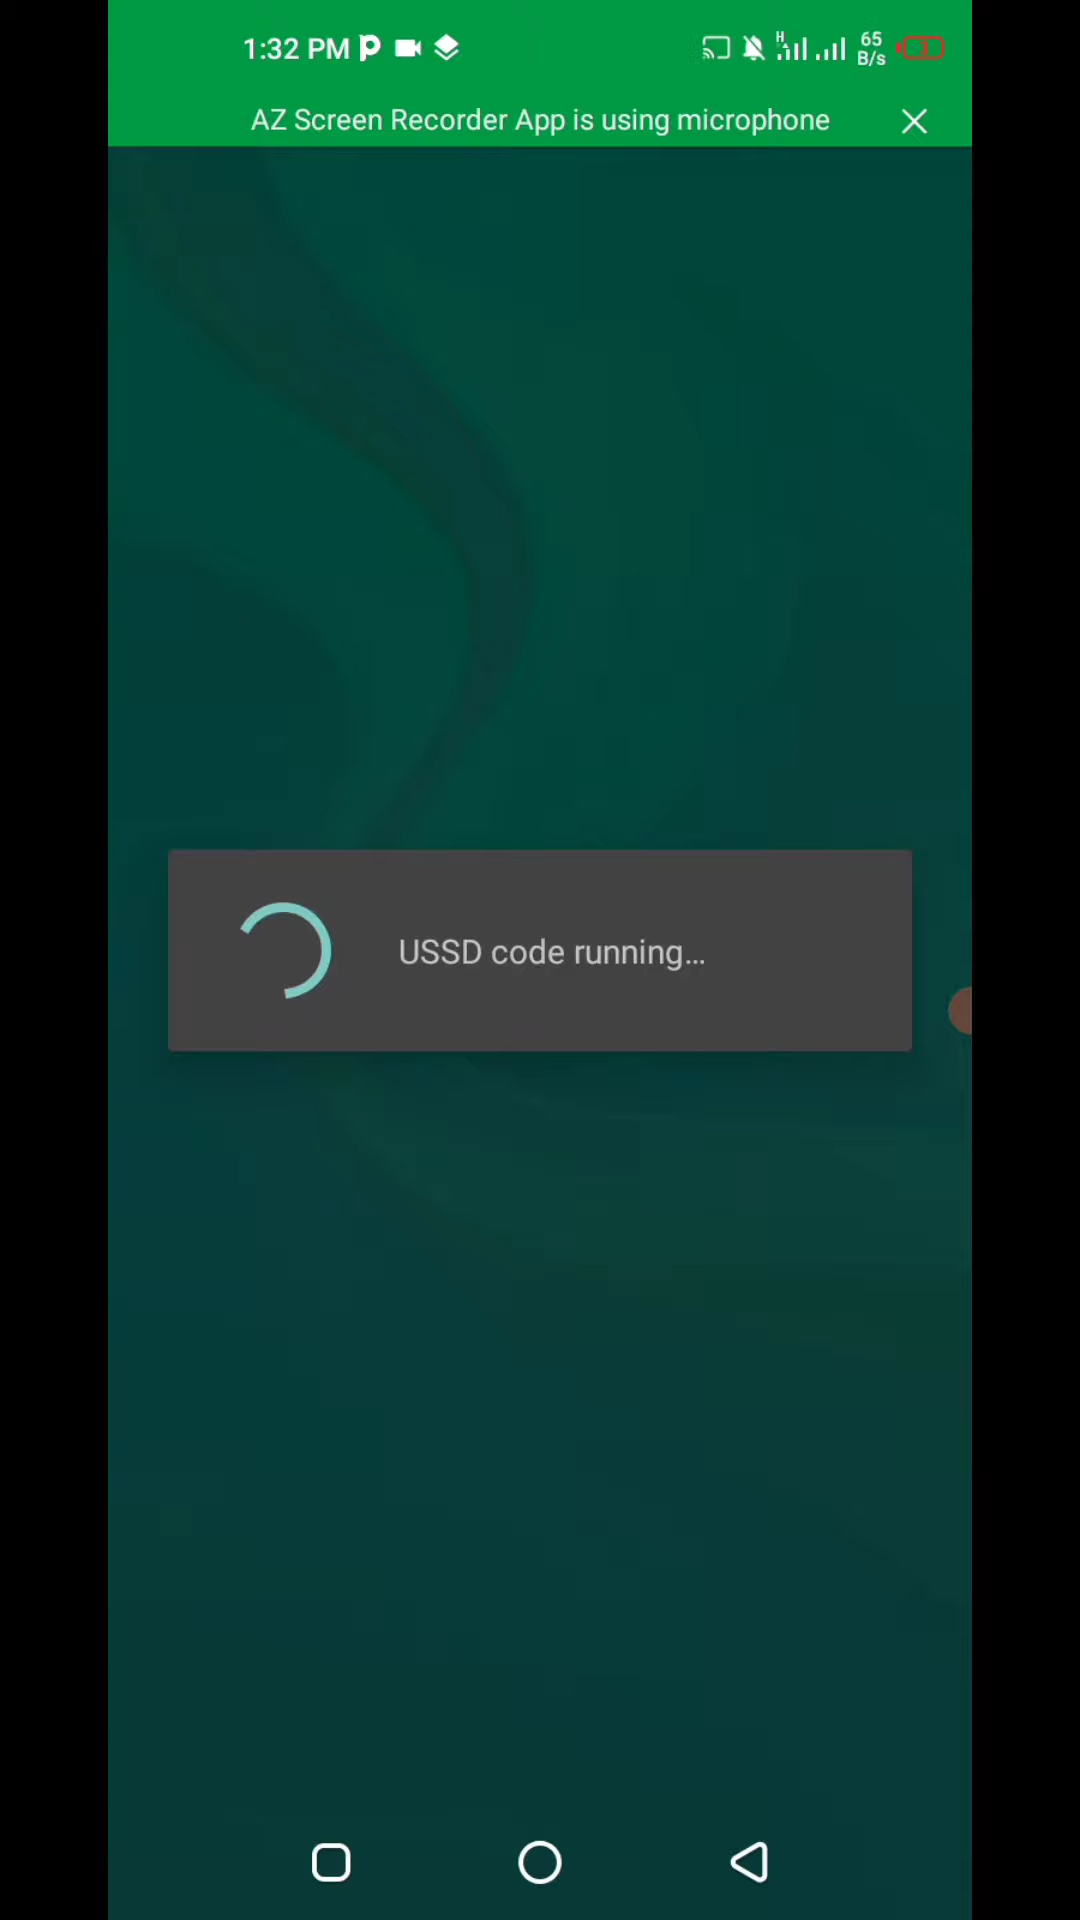 1:32 PM
H
65
B/s
AZ Screen Recorder App is using microphone
USSD code running...